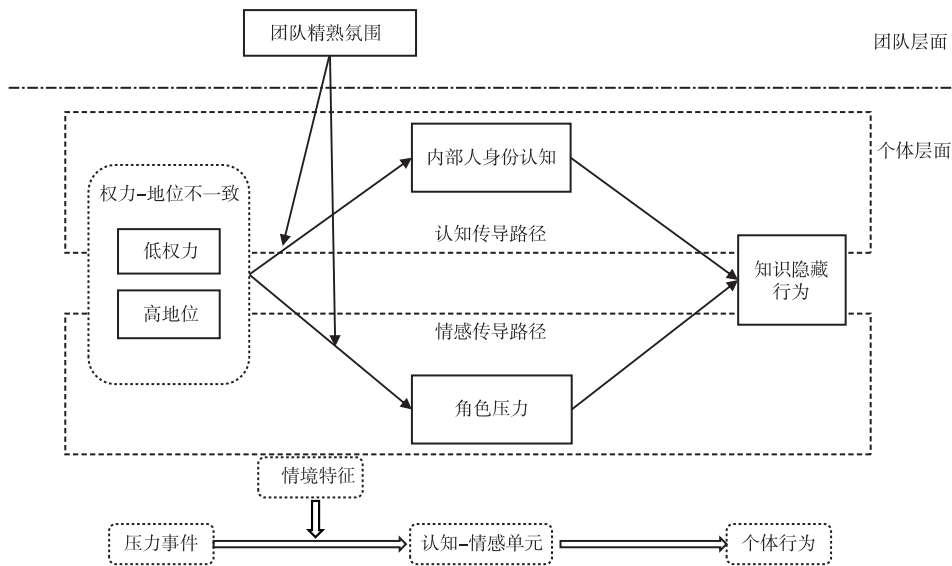 团队精熟氛围
团队层面
个体层面
内部人身份认知
权力–地位不一致
低权力
认知传导路径
知识隐藏
行为
高地位
情感传导路径
角色压力
情境特征
压力事件
认知–情感单元
个体行为